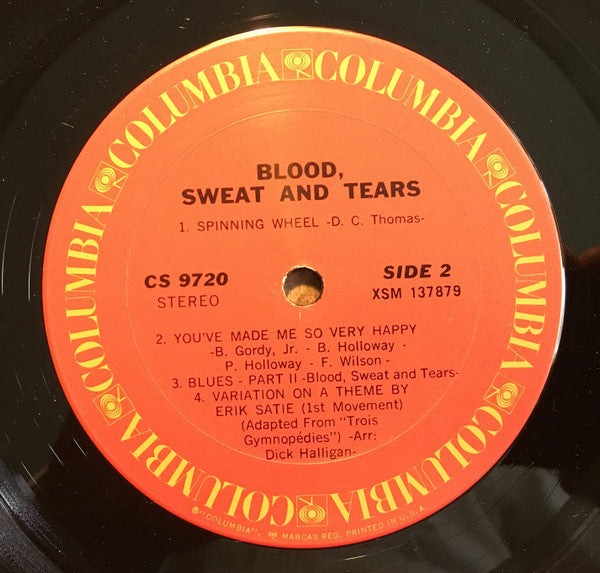 COLUMBIA COLUMBIA COLUMBIA COLUMBIA COLUMBIA COLUMBIA
BLOOD,
SWEAT AND TEARS
1. SPINNING WHEEL -D. C. Thomas-
CS 9720
STEREO
SIDE 2
XSM 137879
2. YOU'VE MADE ME SO VERY HAPPY
-B. Gordy, Jr. - B. Holloway -
P. Holloway - F. Wilson -
3. BLUES - PART II -Blood, Sweat and Tears-
4. VARIATION ON A THEME BY
ERIK SATIE (1st Movement)
(Adapted From "Trois
Gymnopédies") -Arr:
Dick Halligan-
®"COLUMBIA", MARCAS REG. PRINTED IN U.S.A.